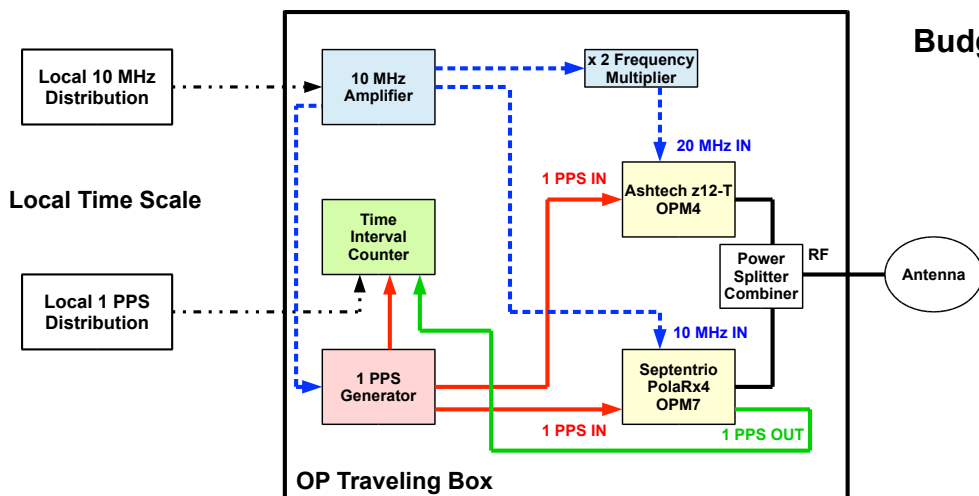 Budg
Local 10 MHz
Distribution
10 MHz
Amplifier
x 2 Frequency
Multiplier
20 MHz IN
1 PPS IN
Ashtech z12-T
OPM4
Local Time Scale
Time
Interval
Counter
Power
Splitter
Combiner
RF
Antenna
Local 1 PPS
Distribution
10 MHz IN
1 PPS
Generator
Septentrio
PolaRx4
OPM7
1 PPS IN
1 PPS OUT
OP Traveling Box